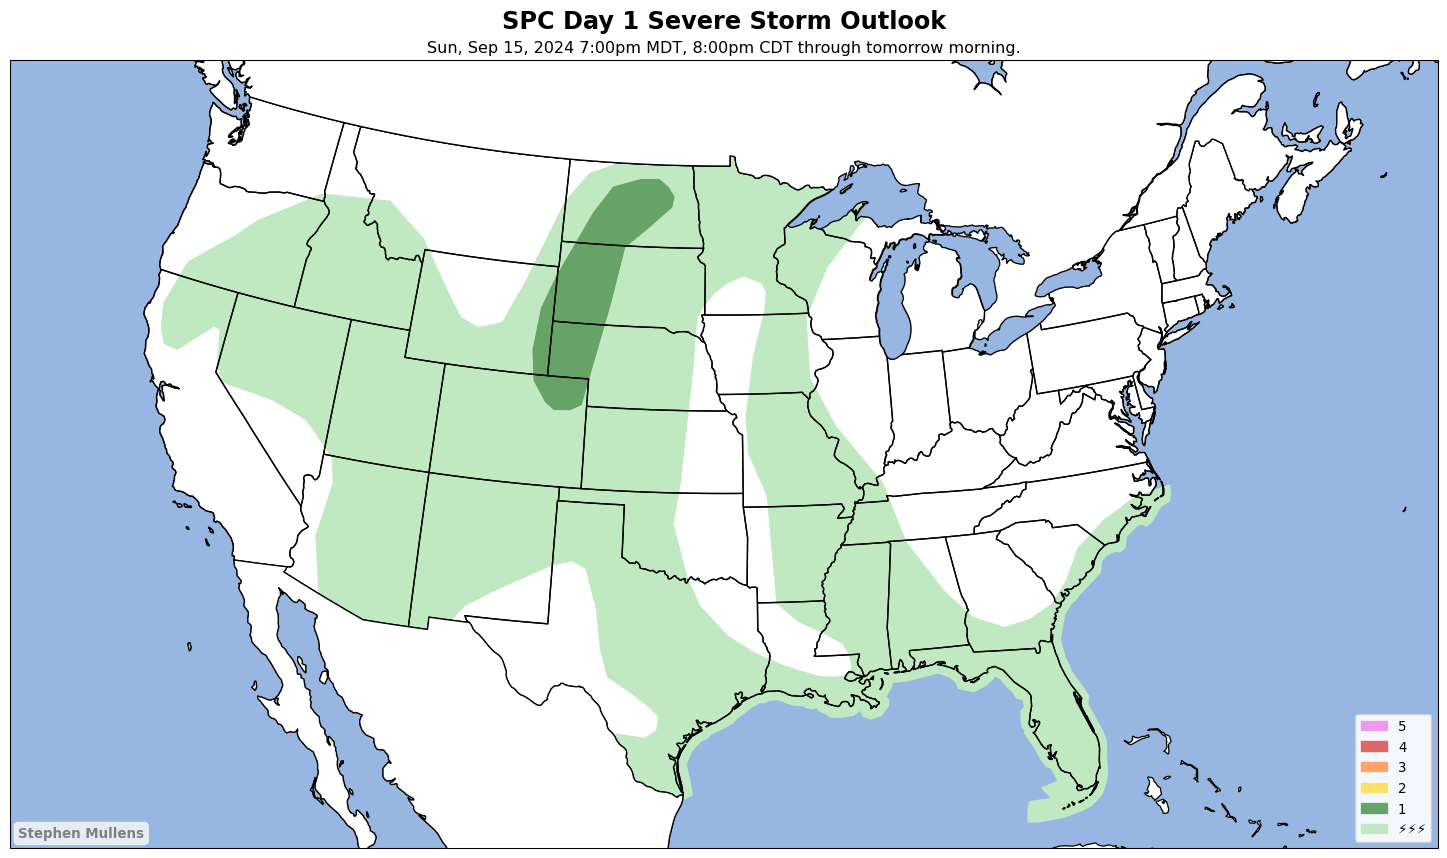 SPC Day 1 Severe Storm Outlook
Sun, Sep 15, 2024 7:00pm MDT, 8:00pm CDT through tomorrow morning.
5
4
3
2
1
⚡⚡⚡
Stephen Mullens